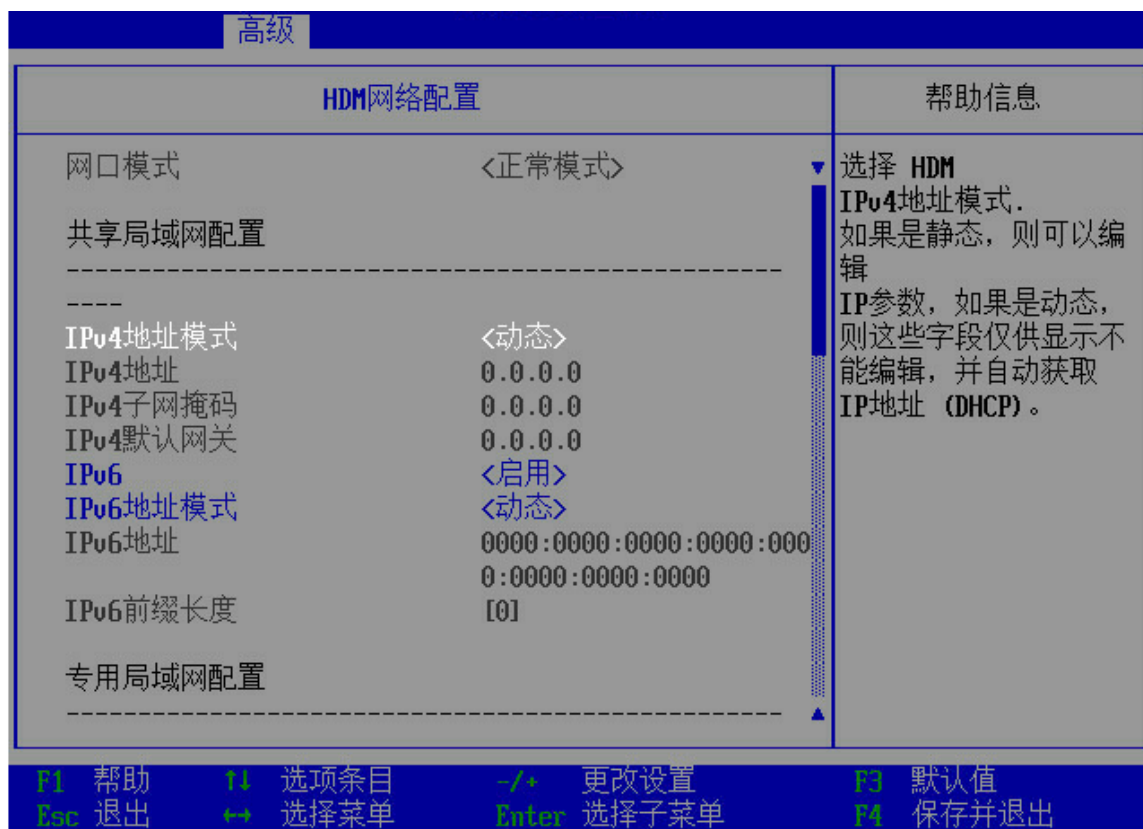 高级
HDM网络配置
网口模式 <正常模式>
共享局域网配置
--------------------------------------------------
----
IPv4地址模式 <动态>
IPv4地址 0.0.0.0
IPv4子网掩码 0.0.0.0
IPv4默认网关 0.0.0.0
IPv6 <启用>
IPv6地址模式 <动态>
IPv6地址 0000:0000:0000:0000:000
0:0000:0000:0000
IPv6前缀长度 [0]
专用局域网配置
--------------------------------------------------
帮助信息
选择 HDM
IPv4地址模式.
如果是静态，则可以编
辑
IP参数，如果是动态，
则这些字段仅供显示不
能编辑，并自动获取
IP地址 (DHCP)。
F1 帮助 ↑↓ 选项条目 -/+ 更改设置 F3 默认值
Esc 退出 ↔ 选择菜单 Enter 选择子菜单 F4 保存并退出